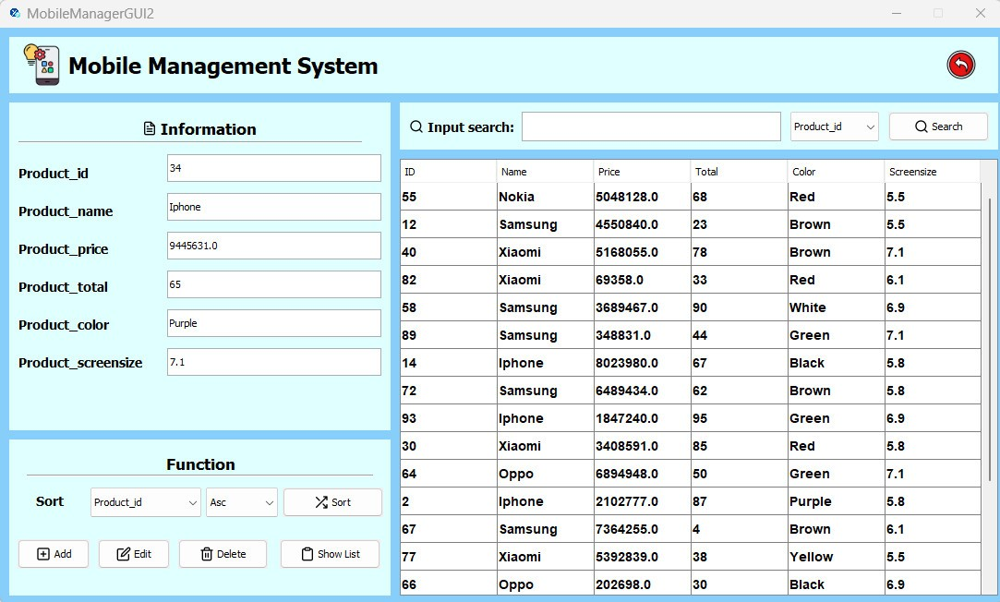 MobileManagerGUI2
Mobile Management System
Information
Product_id 34
Product_name Iphone
Product_price 9445631.0
Product_total 65
Product_color Purple
Product_screensize 7.1
Function
Sort Product_id Asc Sort
Add Edit Delete Show List
Input search: Product_id Search
ID Name Price Total Color Screensize
55 Nokia 5048128.0 68 Red 5.5
12 Samsung 4550840.0 23 Brown 5.5
40 Xiaomi 5168055.0 78 Brown 7.1
82 Xiaomi 69358.0 33 Red 6.1
58 Samsung 3689467.0 90 White 6.9
89 Samsung 348831.0 44 Green 7.1
14 Iphone 8023980.0 67 Black 5.8
72 Samsung 6489434.0 62 Brown 5.8
93 Iphone 1847240.0 95 Green 6.9
30 Xiaomi 3408591.0 85 Red 5.8
64 Oppo 6894948.0 50 Green 7.1
2 Iphone 2102777.0 87 Purple 5.8
67 Samsung 7364255.0 4 Brown 6.1
77 Xiaomi 5392839.0 38 Yellow 5.5
66 Oppo 202698.0 30 Black 6.9